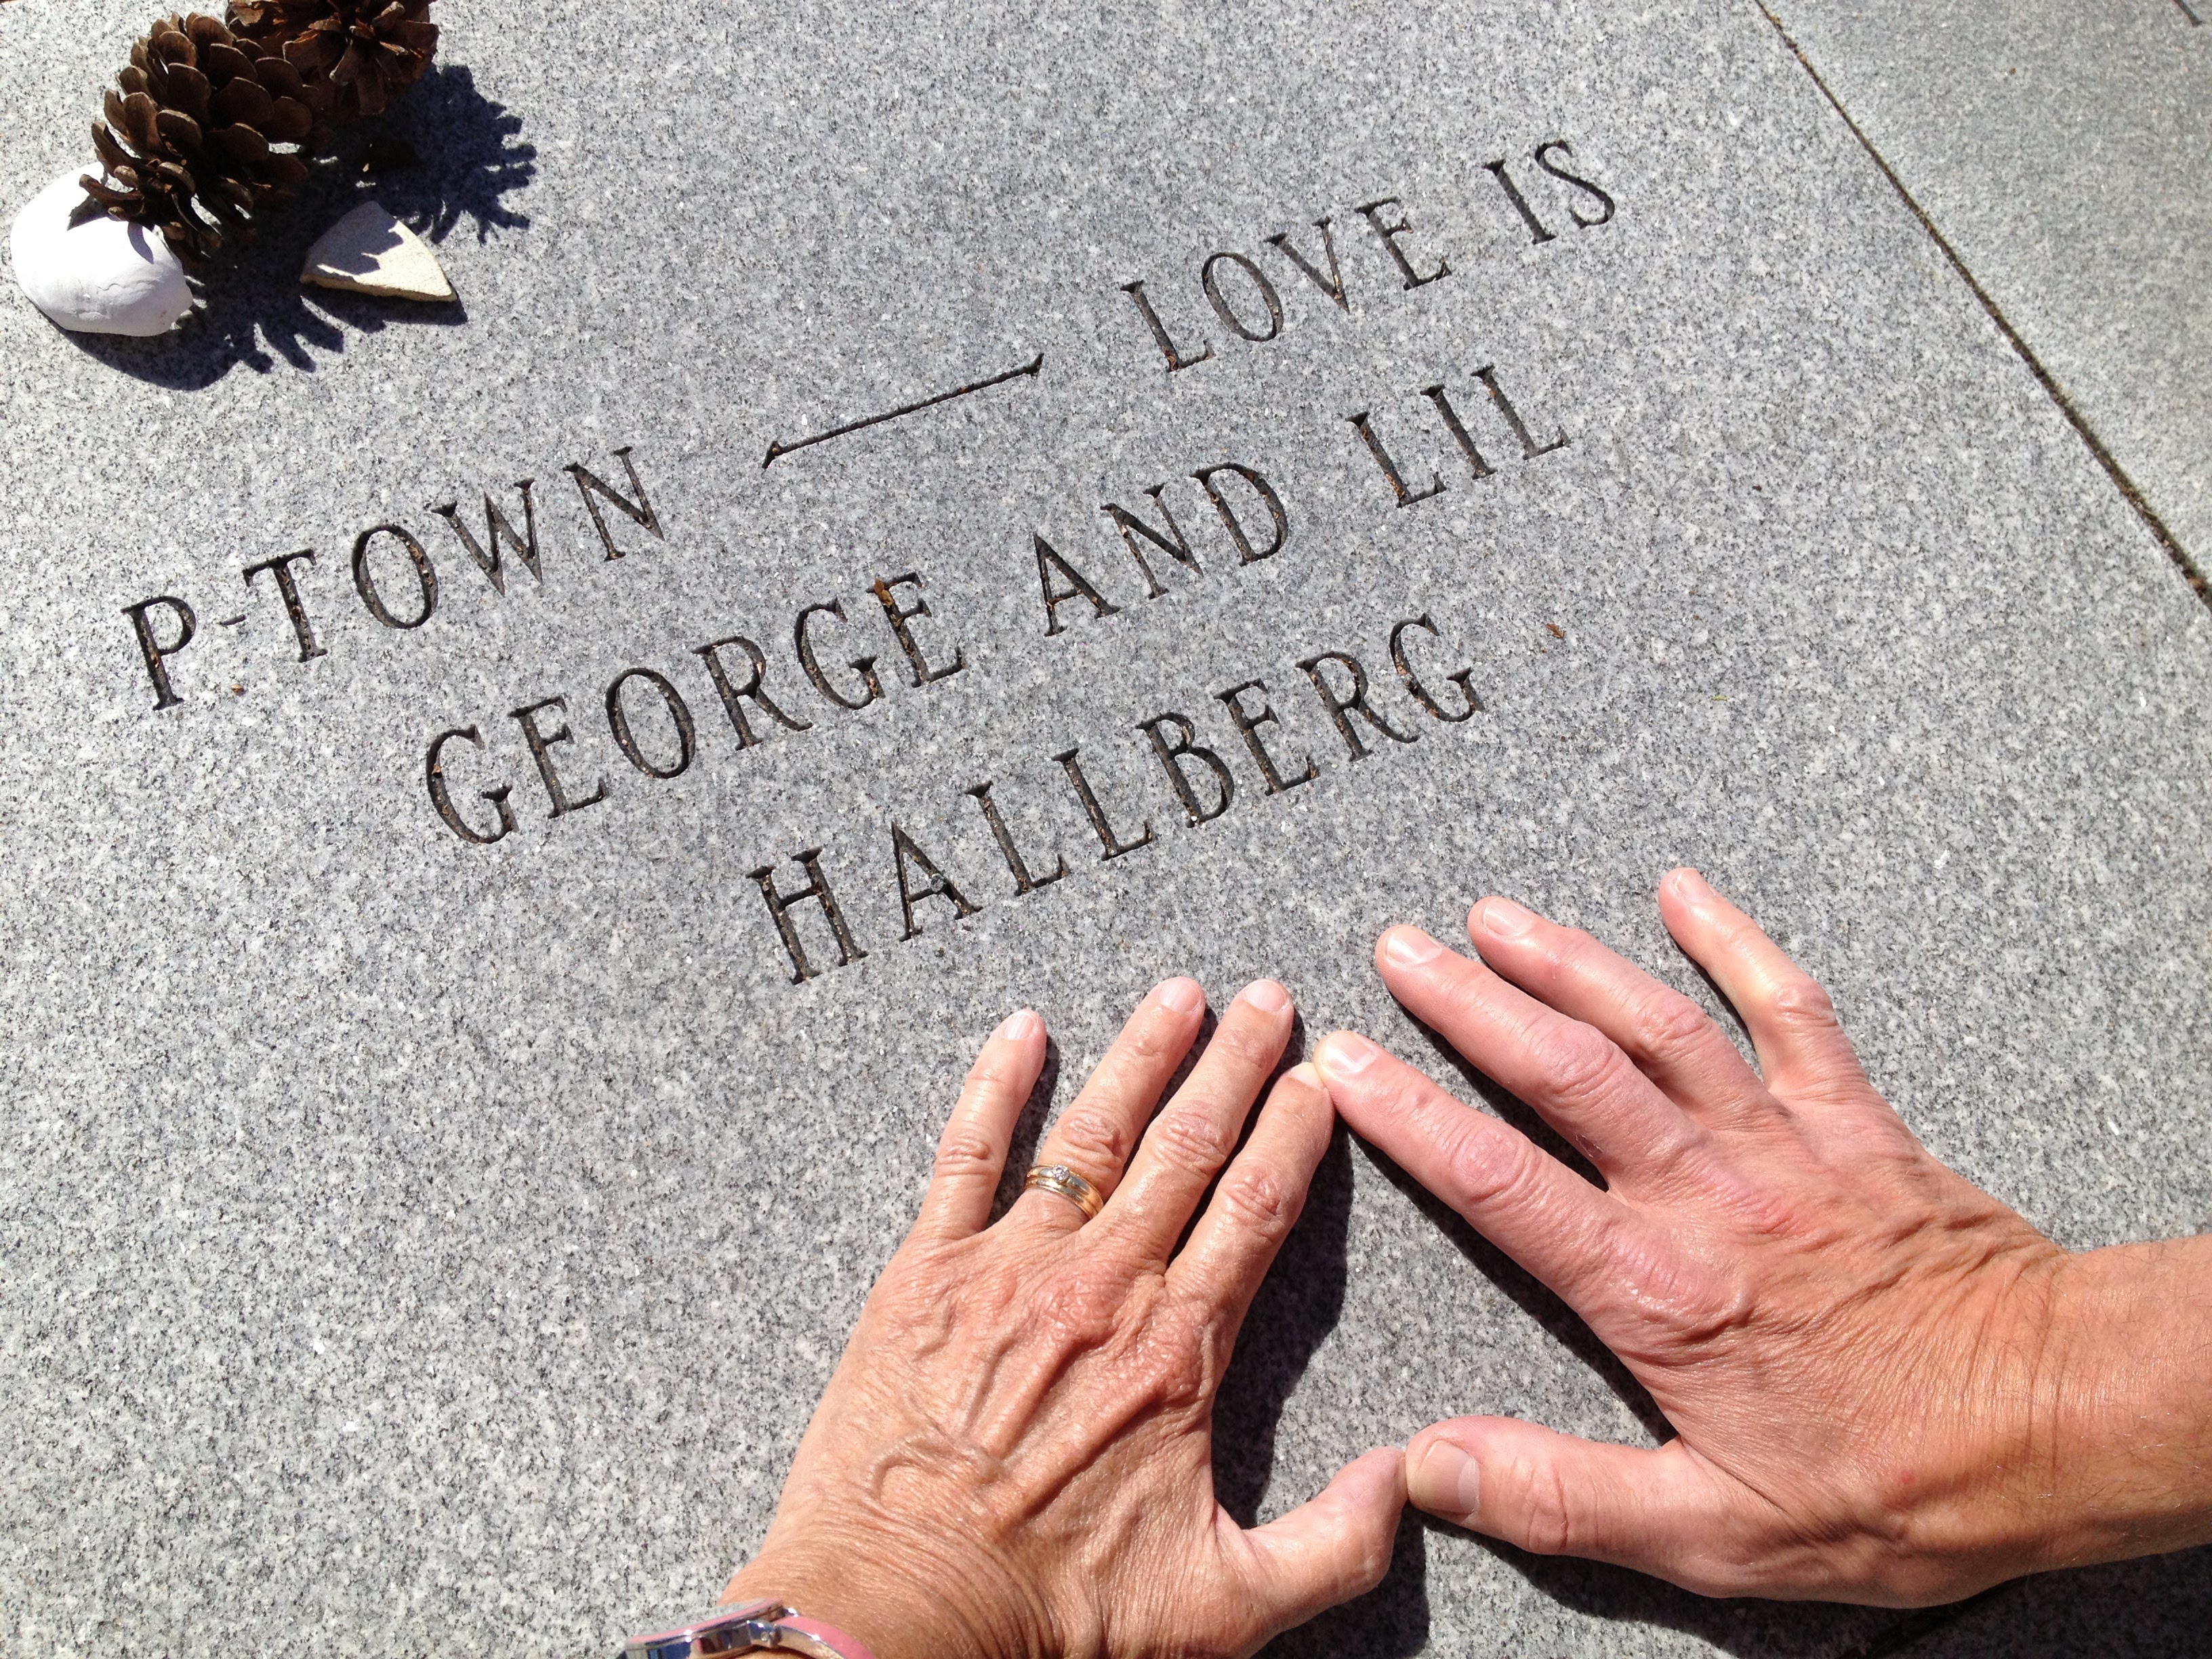 P-TOWN — LOVE IS
GEORGE AND LIL
HALLBERG